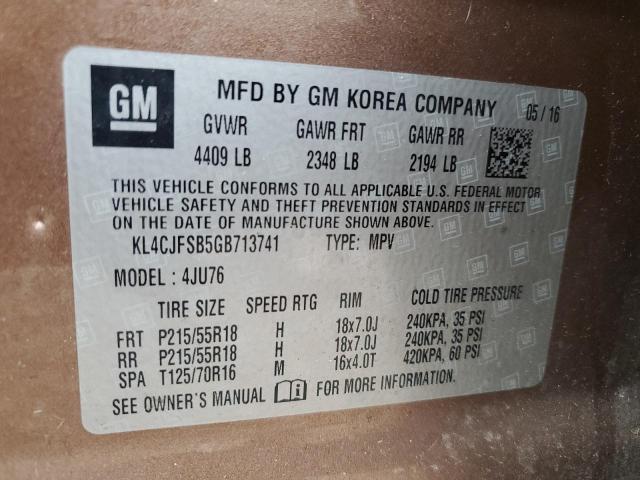 GM
MFD BY GM KOREA COMPANY 05/16
GVWR GAWR FRT GAWR RR
4409 LB 2348 LB 2194 LB
THIS VEHICLE CONFORMS TO ALL APPLICABLE U.S. FEDERAL MOTOR
VEHICLE SAFETY AND THEFT PREVENTION STANDARDS IN EFFECT
ON THE DATE OF MANUFACTURE SHOWN ABOVE.
KL4CJFSB5GB713741 TYPE: MPV
MODEL : 4JU76
TIRE SIZE SPEED RTG RIM COLD TIRE PRESSURE
FRT P215/55R18 H 18x7.0J 240KPA, 35 PSI
RR P215/55R18 H 18x7.0J 240KPA, 35 PSI
SPA T125/70R16 M 16x4.0T 420KPA, 60 PSI
SEE OWNER'S MANUAL FOR MORE INFORMATION.